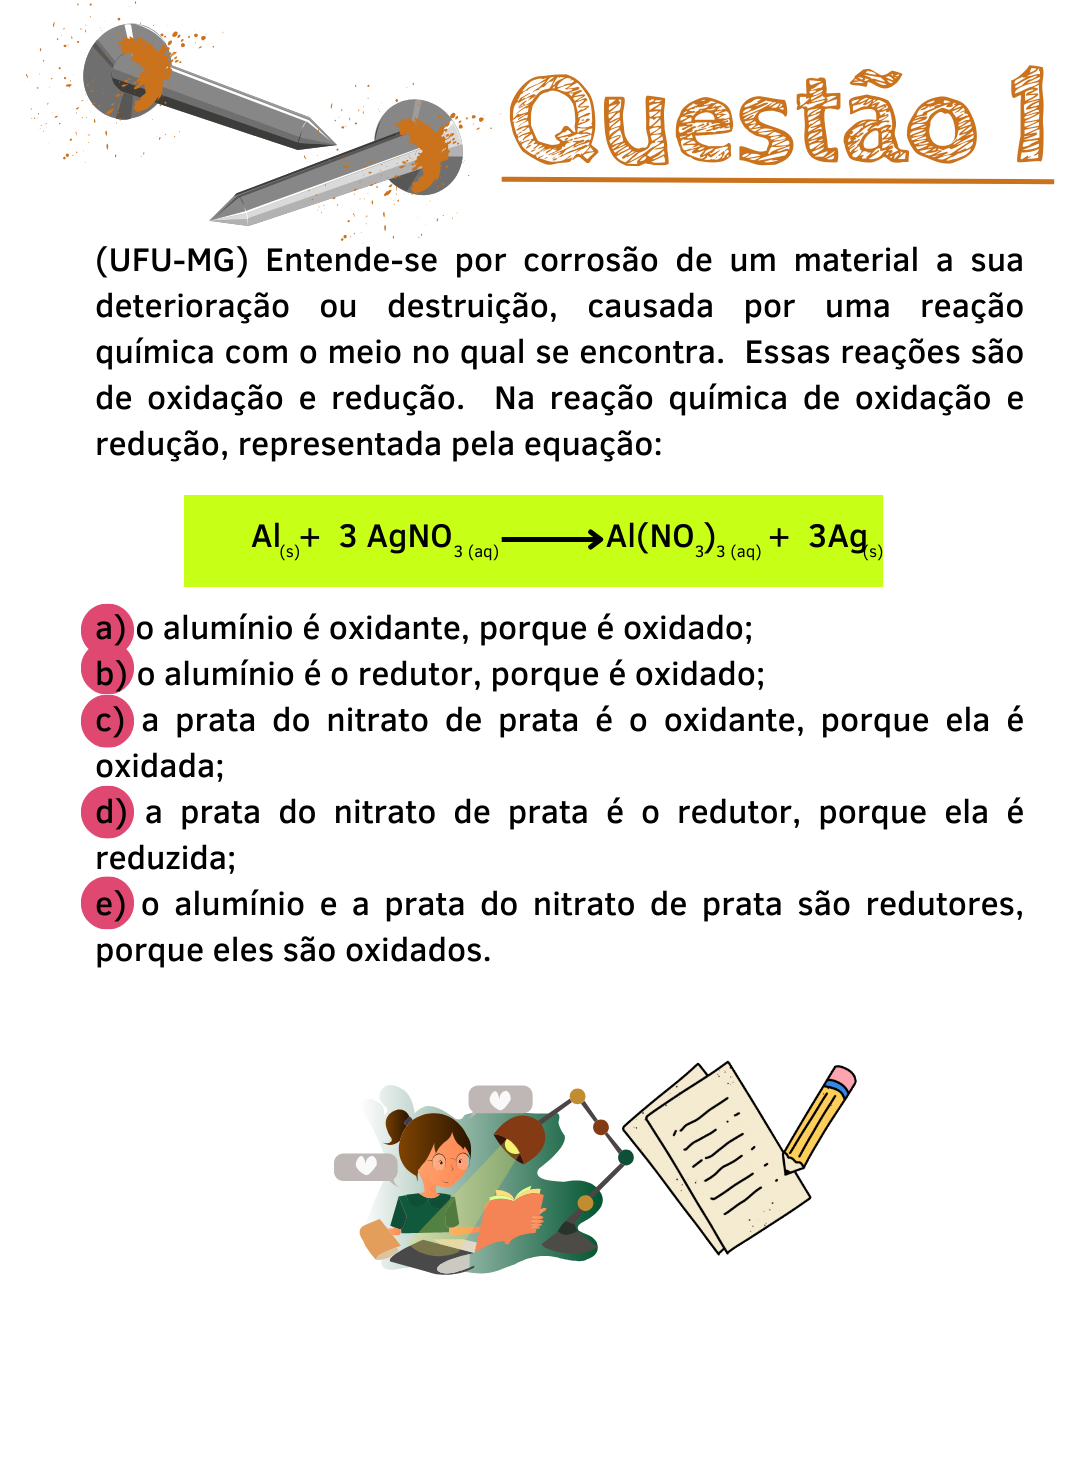 Questão 1
(UFU-MG) Entende-se por corrosão de um material a sua
deterioração ou destruição, causada por uma reação
química com o meio no qual se encontra. Essas reações são
de oxidação e redução. Na reação química de oxidação e
redução, representada pela equação:
Al(s)+ 3 AgNO3 (aq) ⟶ Al(NO3)3 (aq) + 3Ag(s)
a) o alumínio é oxidante, porque é oxidado;
b) o alumínio é o redutor, porque é oxidado;
c) a prata do nitrato de prata é o oxidante, porque ela é
oxidada;
d) a prata do nitrato de prata é o redutor, porque ela é
reduzida;
e) o alumínio e a prata do nitrato de prata são redutores,
porque eles são oxidados.